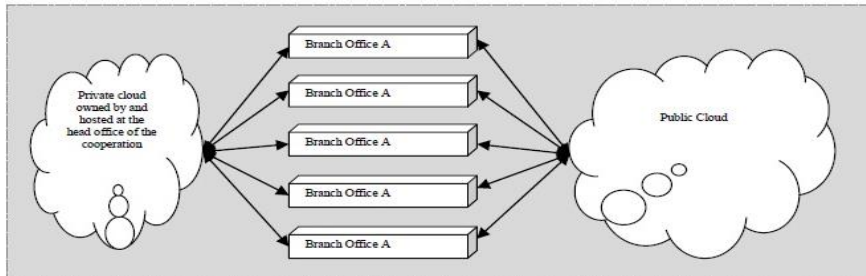 Branch Office A
Branch Office A
Private cloud
owned by and
hosted at the
head office of the
cooperation
Public Cloud
Branch Office A
Branch Office A
Branch Office A